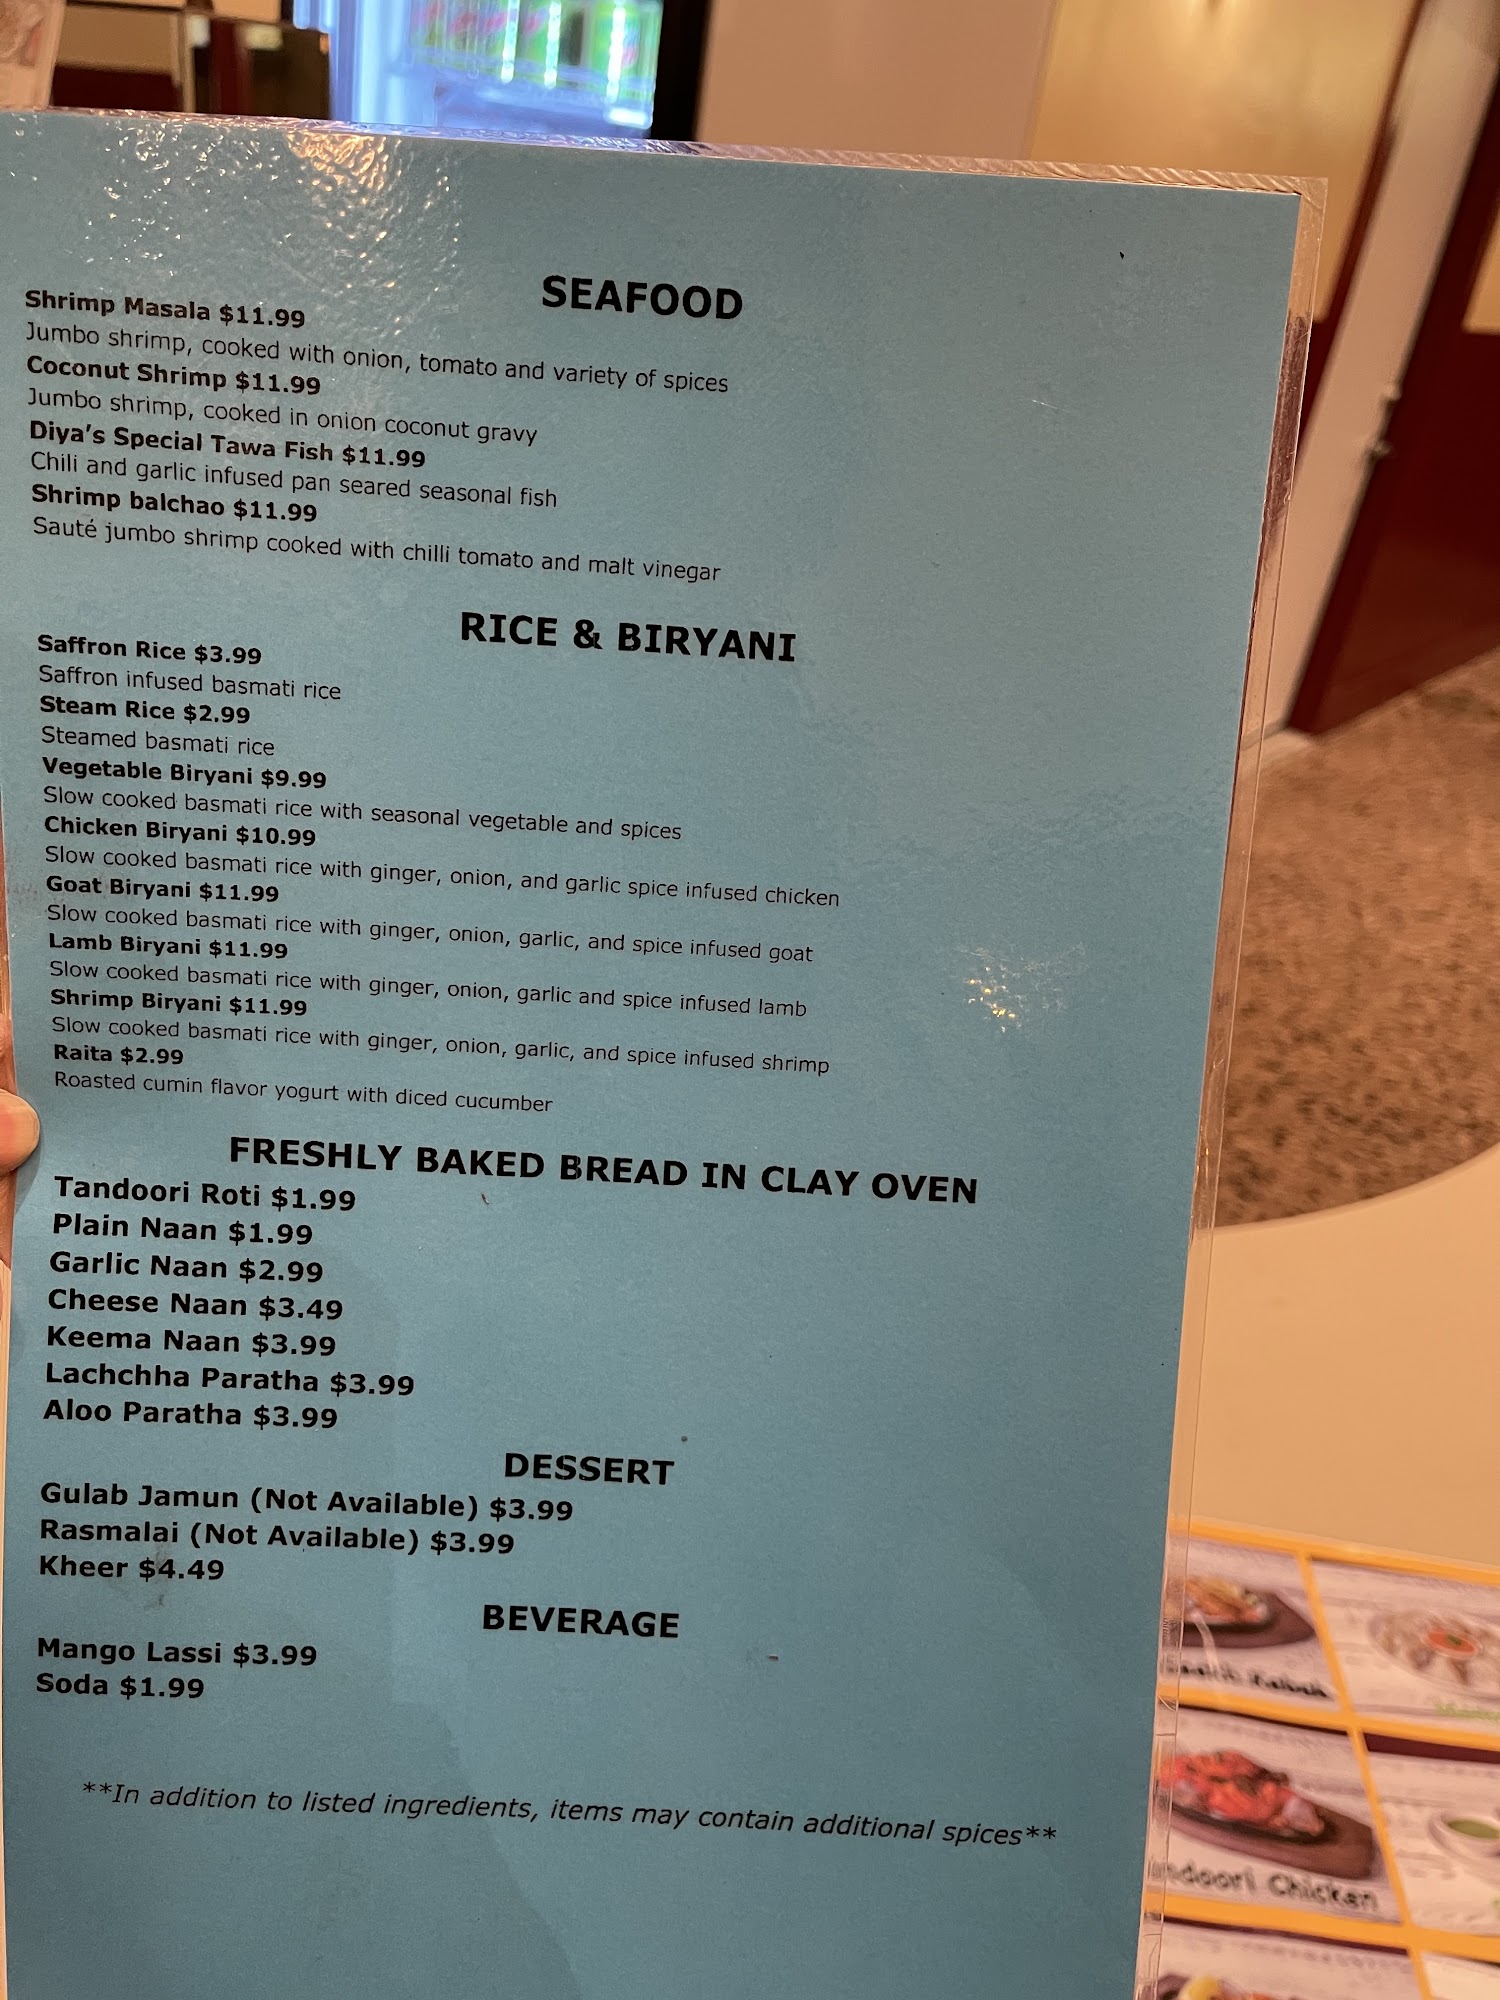 SEAFOOD
Shrimp Masala $11.99
Jumbo shrimp, cooked with onion, tomato and variety of spices
Coconut Shrimp $11.99
Jumbo shrimp, cooked in onion coconut gravy
Diya's Special Tawa Fish $11.99
Chili and garlic infused pan seared seasonal fish
Shrimp balchao $11.99
Sauté jumbo shrimp cooked with chilli tomato and malt vinegar
RICE & BIRYANI
Saffron Rice $3.99
Saffron infused basmati rice
Steam Rice $2.99
Steamed basmati rice
Vegetable Biryani $9.99
Slow cooked basmati rice with seasonal vegetable and spices
Chicken Biryani $10.99
Slow cooked basmati rice with ginger, onion, and garlic spice infused chicken
Goat Biryani $11.99
Slow cooked basmati rice with ginger, onion, garlic, and spice infused goat
Lamb Biryani $11.99
Slow cooked basmati rice with ginger, onion, garlic and spice infused lamb
Shrimp Biryani $11.99
Slow cooked basmati rice with ginger, onion, garlic, and spice infused shrimp
Raita $2.99
Roasted cumin flavor yogurt with diced cucumber
FRESHLY BAKED BREAD IN CLAY OVEN
Tandoori Roti $1.99
Plain Naan $1.99
Garlic Naan $2.99
Cheese Naan $3.49
Keema Naan $3.99
Lachchha Paratha $3.99
Aloo Paratha $3.99
DESSERT
Gulab Jamun (Not Available) $3.99
Rasmalai (Not Available) $3.99
Kheer $4.49
BEVERAGE
Mango Lassi $3.99
Soda $1.99
**In addition to listed ingredients, items may contain additional spices**
Chicken